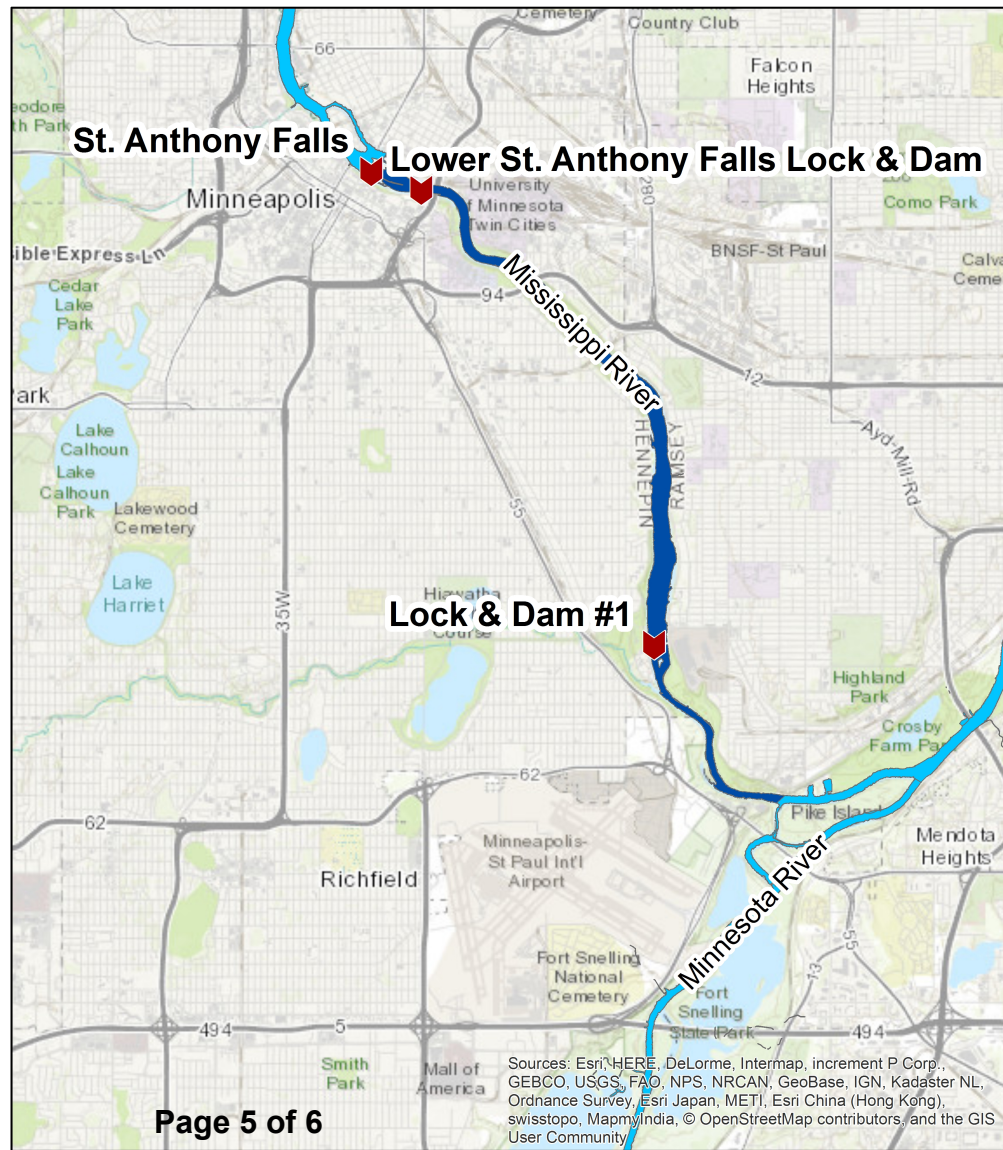 Cemetery
Country Club
66
Falcon
Heights
eodore
th Park
St. Anthony Falls
Lower St. Anthony Falls Lock & Dam
Minneapolis
University
f Minnesota
Twin Cities
280
Como Park
ible Express Ln
BNSF-St Paul
Calva
Ceme
Cedar
Lake
Park
94
Mississippi River
12
Park
Lake
Calhoun
Lake
Calhoun
Park
Lakewood
Cemetery
HENNEPIN
RAMSEY
Ayd-Mill-Rd
55
Lake
Harriet
35W
Hiawatha
Course
Lock & Dam #1
Highland
Park
Crosby
Farm Park
62
62
Pike Island
Minneapolis-
St Paul Int'l
Airport
Mendota
Heights
Richfield
Minnesota River
55
13
Fort Snelling
National
Cemetery
Fort
Snelling
State Park
494
5
494
Smith
Park
Mall of
America
Sources: Esri, HERE, DeLorme, Intermap, increment P Corp.,
GEBCO, USGS, FAO, NPS, NRCAN, GeoBase, IGN, Kadaster NL,
Ordnance Survey, Esri Japan, METI, Esri China (Hong Kong),
swisstopo, MapmyIndia, © OpenStreetMap contributors, and the GIS
User Community
Page 5 of 6